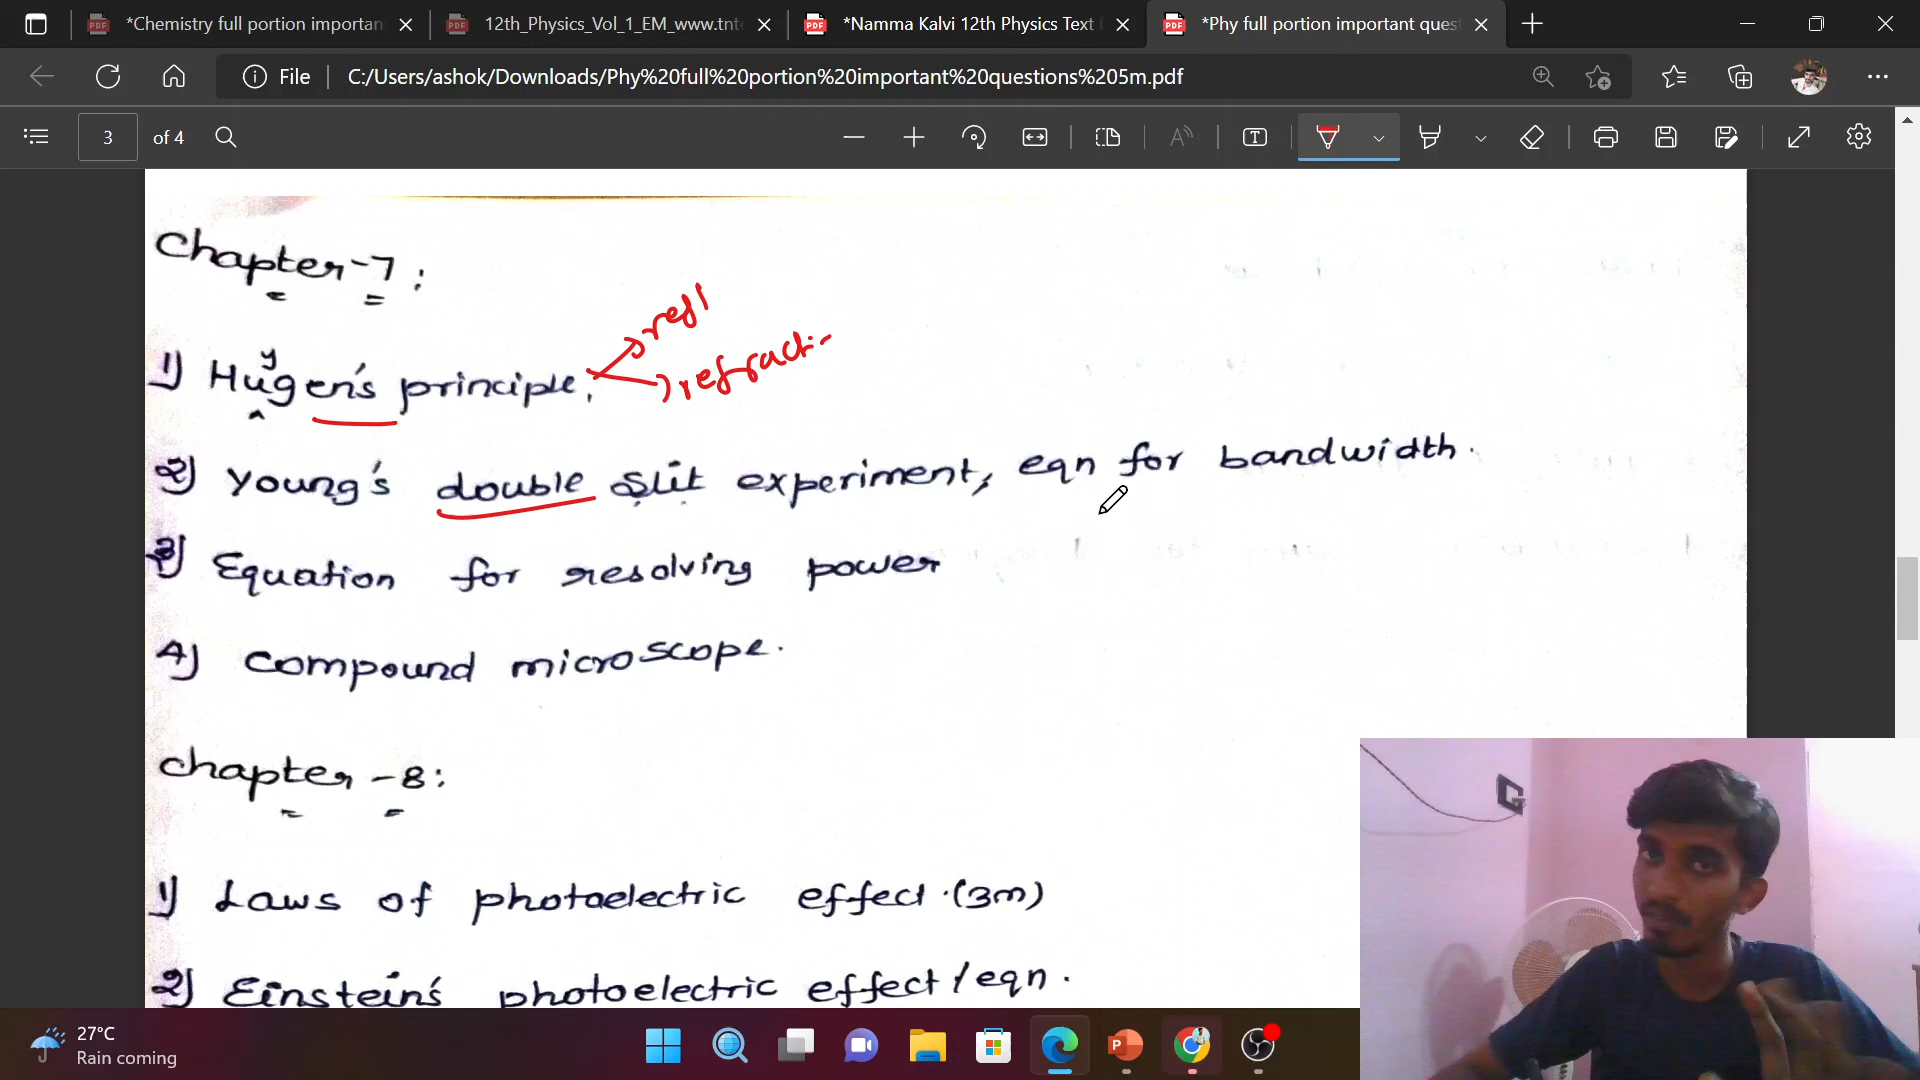 *Chemistry full portion importan
12th_Physics_Vol_1_EM_www.tnt
*Namma Kalvi 12th Physics Text
*Phy full portion important ques
File
C:/Users/ashok/Downloads/Phy%20full%20portion%20important%20questions%205m.pdf
3 of 4
Chapter-7:
1) Huygen's principle.
refl
refracti
2) Young's double slit experiment, eqn for bandwidth.
3) Equation for resolving power
4) Compound microscope.
Chapter-8:
1) Laws of photoelectric effect.(3m)
2) Einstein's photoelectric effect/eqn.
27°C
Rain coming